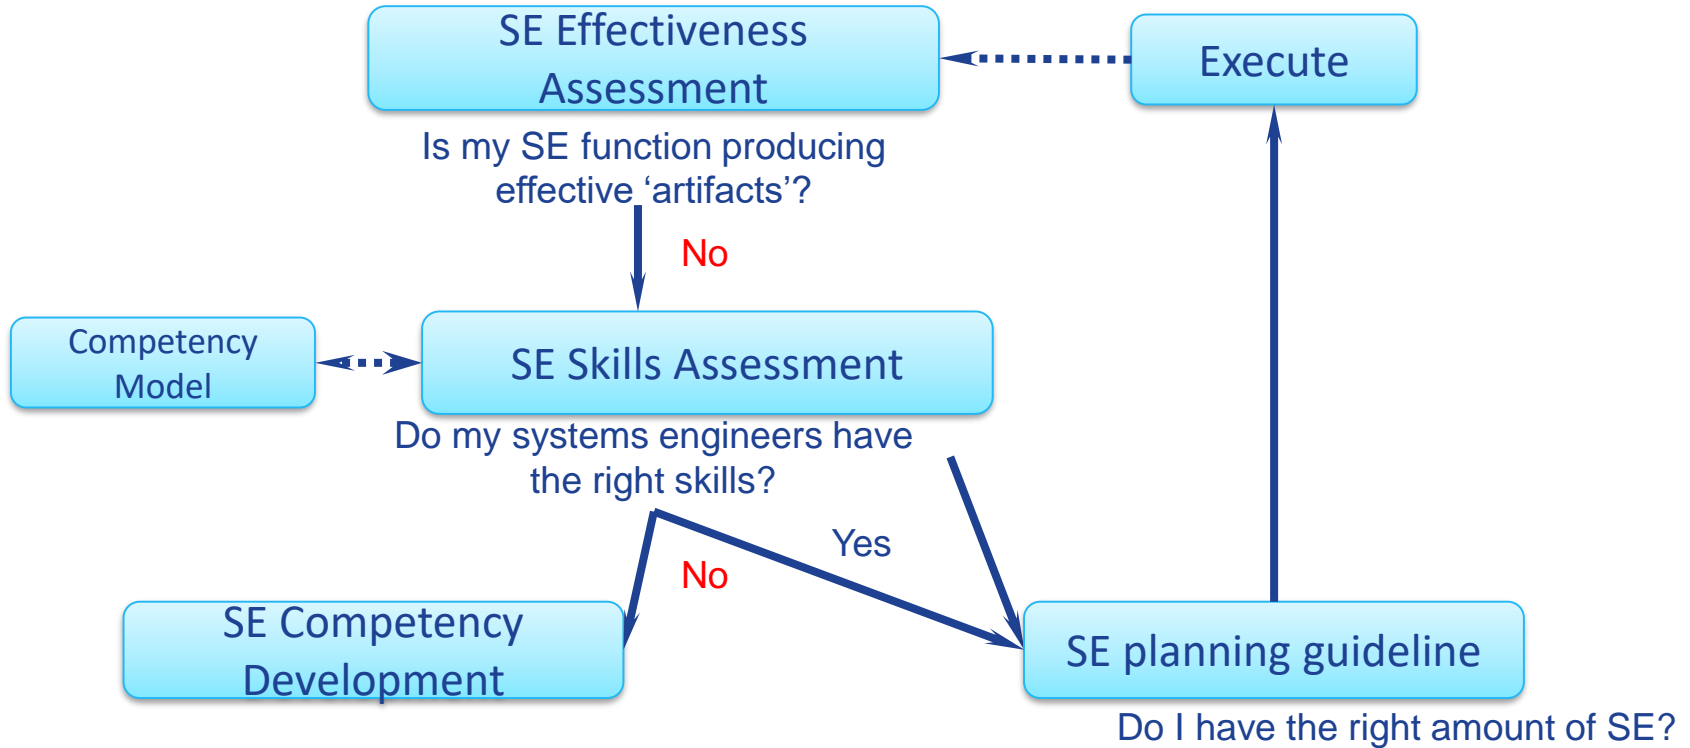 SE Effectiveness
Assessment
Execute
Is my SE function producing
effective ‘artifacts’?
No
Competency
Model
SE Skills Assessment
Do my systems engineers have
the right skills?
Yes
No
SE Competency
Development
SE planning guideline
Do I have the right amount of SE?